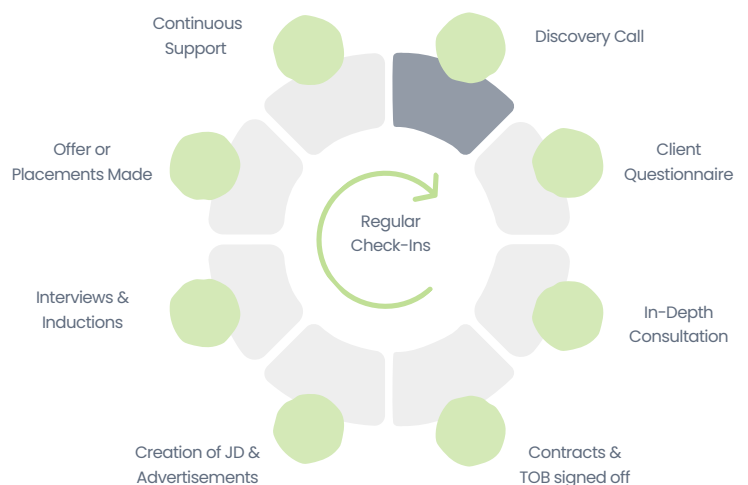 Continuous
Support
Discovery Call
Offer or
Placements Made
Client
Questionnaire
Regular
Check-Ins
Interviews &
Inductions
In-Depth
Consultation
Creation of JD &
Advertisements
Contracts &
TOB signed off